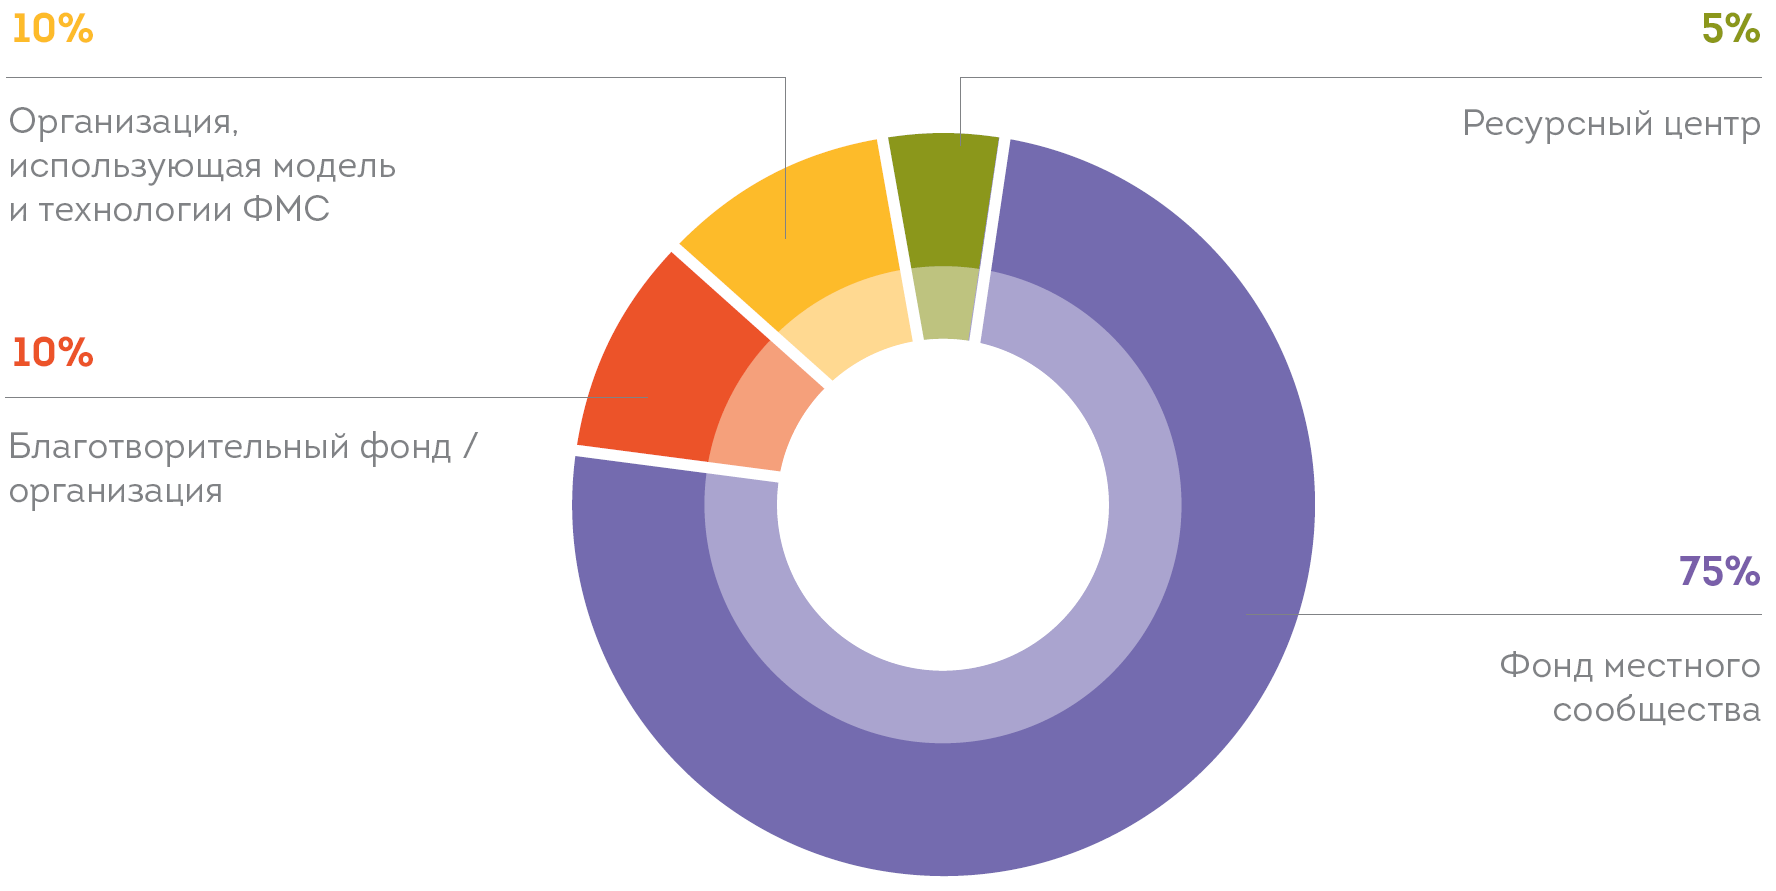 10%
Организация,
использующая модель
и технологии ФМС
10%
Благотворительный фонд /
организация
5%
Ресурсный центр
75%
Фонд местного
сообщества